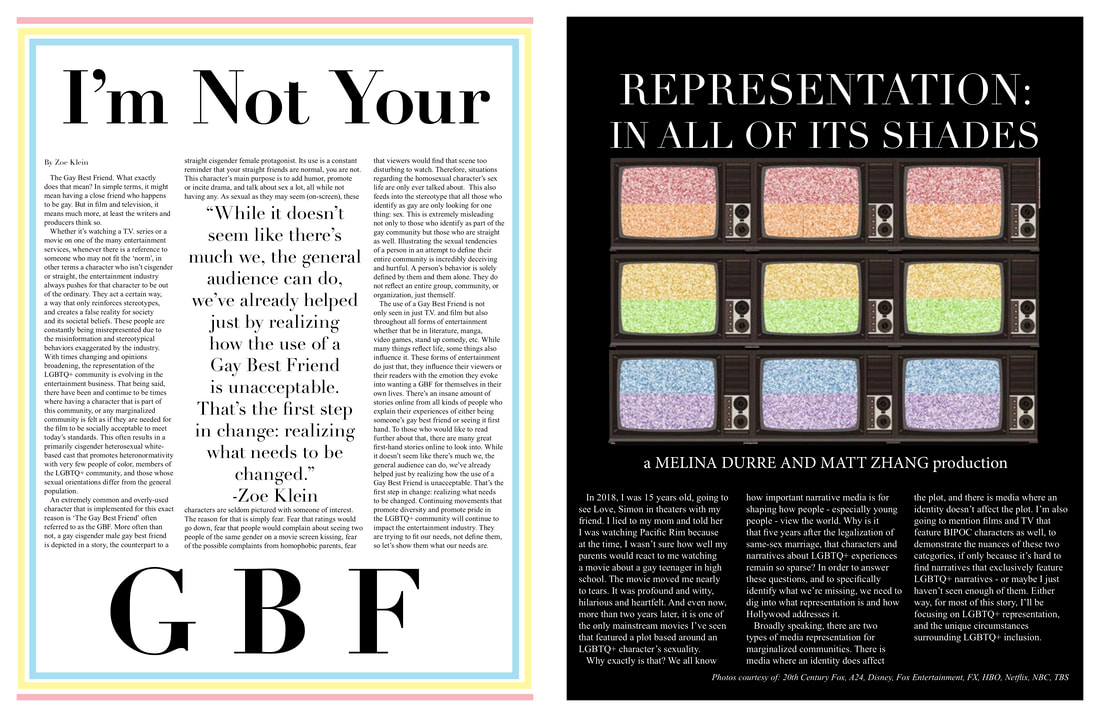 I'm Not Your
By Zoe Klein
The Gay Best Friend. What exactly
does that mean? In simple terms, it might
mean having a close friend who happens
to be gay. But in film and television, it
means much more, at least the writers and
producers think so.
Whether it's watching a T.V. series or a
movie on one of the many entertainment
services, whenever there is a reference to
someone who may not fit the 'norm', in
other terms a character who isn't cisgender
or straight, the entertainment industry
always pushes for that character to be out
of the ordinary. They act a certain way,
a way that only reinforces stereotypes,
and creates a false reality for society
and its societal beliefs. These people are
constantly being misrepresented due to
the misinformation and stereotypical
behaviors exaggerated by the industry.
With times changing and opinions
broadening, the representation of the
LGBTQ+ community is evolving in the
entertainment business. That being said,
there have been and continue to be times
where having a character that is part of
this community, or any marginalized
community is felt as if they are needed for
the film to be socially acceptable to meet
today's standards. This often results in a
primarily cisgender heterosexual white-
based cast that promotes heteronormativity
with very few people of color, members of
the LGBTQ+ community, and those whose
sexual orientations differ from the general
population.
An extremely common and overly-used
character that is implemented for this exact
reason is 'The Gay Best Friend' often
referred to as the GBF. More often than
not, a gay cisgender male gay best friend
is depicted in a story, the counterpart to a
straight cisgender female protagonist. Its use is a constant
reminder that your straight friends are normal, you are not.
This character's main purpose is to add humor, promote
or incite drama, and talk about sex a lot, all while not
having any. As sexual as they may seem (on-screen), these
"While it doesn't
seem like there's
much we, the general
audience can do,
we've already helped
just by realizing
how the use of a
Gay Best Friend
is unacceptable.
That's the first step
in change: realizing
what needs to be
changed."
-Zoe Klein
characters are seldom pictured with someone of interest.
The reason for that is simply fear. Fear that ratings would
go down, fear that people would complain about seeing two
people of the same gender on a movie screen kissing, fear
of the possible complaints from homophobic parents, fear
that viewers would find that scene too
disturbing to watch. Therefore, situations
regarding the homosexual character's sex
life are only ever talked about. This also
feeds into the stereotype that all those who
identify as gay are only looking for one
thing: sex. This is extremely misleading
not only to those who identify as part of the
gay community but those who are straight
as well. Illustrating the sexual tendencies
of a person in an attempt to define their
entire community is incredibly deceiving
and hurtful. A person's behavior is solely
defined by them and them alone. They do
not reflect an entire group, community, or
organization, just themself.
The use of a Gay Best Friend is not
only seen in just T.V. and film but also
throughout all forms of entertainment
whether that be in literature, manga,
video games, stand up comedy, etc. While
many things reflect life, some things also
influence it. These forms of entertainment
do just that, they influence their viewers or
their readers with the emotion they evoke
into wanting a GBF for themselves in their
own lives. There's an insane amount of
stories online from all kinds of people who
explain their experiences of either being
someone's gay best friend or seeing it first
hand. To those who would like to read
further about that, there are many great
first-hand stories online to look into. While
it doesn't seem like there's much we, the
general audience can do, we've already
helped just by realizing how the use of a
Gay Best Friend is unacceptable. That's the
first step in change: realizing what needs
to be changed. Continuing movements that
promote diversity and promote pride in
the LGBTQ+ community will continue to
impact the entertainment industry. They
are trying to fit our needs, not define them,
so let's show them what our needs are.
G B F
REPRESENTATION:
IN ALL OF ITS SHADES
a MELINA DURRE AND MATT ZHANG production
In 2018, I was 15 years old, going to
see Love, Simon in theaters with my
friend. I lied to my mom and told her
I was watching Pacific Rim because
at the time, I wasn't sure how well my
parents would react to me watching
a movie about a gay teenager in high
school. The movie moved me nearly
to tears. It was profound and witty,
hilarious and heartfelt. And even now,
more than two years later, it is one of
the only mainstream movies I've seen
that featured a plot based around an
LGBTQ+ character's sexuality.
Why exactly is that? We all know
how important narrative media is for
shaping how people - especially young
people - view the world. Why is it
that five years after the legalization of
same-sex marriage, that characters and
narratives about LGBTQ+ experiences
remain so sparse? In order to answer
these questions, and to specifically
identify what we're missing, we need to
dig into what representation is and how
Hollywood addresses it.
Broadly speaking, there are two
types of media representation for
marginalized communities. There is
media where an identity does affect
the plot, and there is media where an
identity doesn't affect the plot. I'm also
going to mention films and TV that
feature BIPOC characters as well, to
demonstrate the nuances of these two
categories, if only because it's hard to
find narratives that exclusively feature
LGBTQ+ narratives - or maybe I just
haven't seen enough of them. Either
way, for most of this story, I'll be
focusing on LGBTQ+ representation,
and the unique circumstances
surrounding LGBTQ+ inclusion.
Photos courtesy of: 20th Century Fox, A24, Disney, Fox Entertainment, FX, HBO, Netflix, NBC, TBS